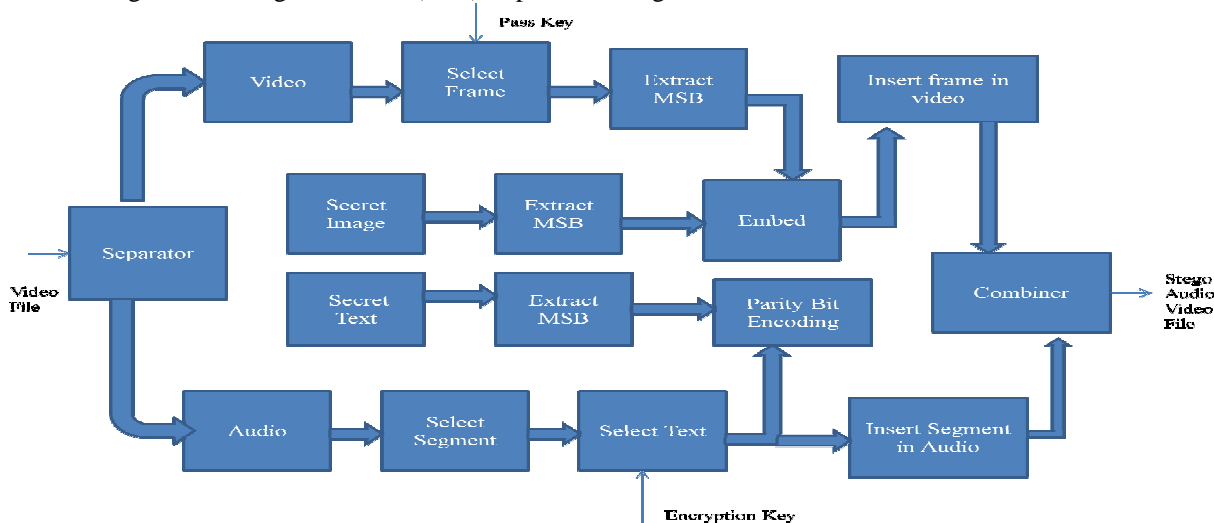 Pass Key
Video
Select
Frame
Extract
MSB
Insert frame in
video
Secret
Image
Extract
MSB
Embed
Separator
Video
File
Secret
Text
Extract
MSB
Parity Bit
Encoding
Combiner
Stego
Audio
Video
File
Audio
Select
Segment
Select Text
Insert Segment
in Audio
Encryption Key